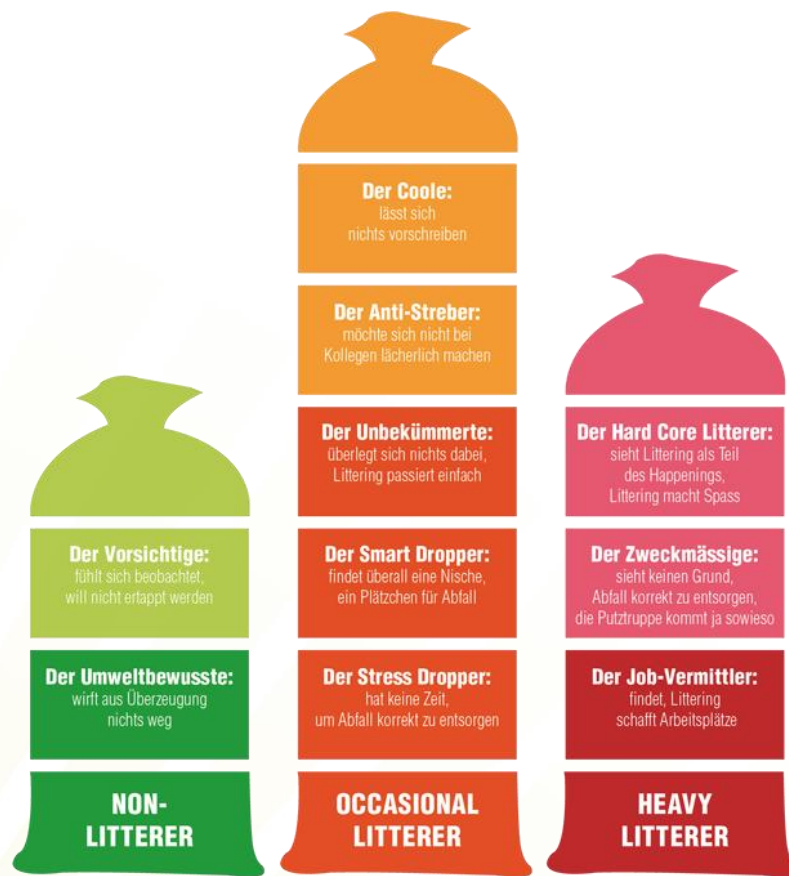 Der Vorsichtige:
fühlt sich beobachtet,
will nicht ertappt werden
Der Umweltbewusste:
wirft aus Überzeugung
nichts weg
NON-
LITTERER
Der Coole:
lässt sich
nichts vorschreiben
Der Anti-Streber:
möchte sich nicht bei
Kollegen lächerlich machen
Der Unbekümmerte:
überlegt sich nichts dabei,
Littering passiert einfach
Der Smart Dropper:
findet überall eine Nische,
ein Plätzchen für Abfall
Der Stress Dropper:
hat keine Zeit,
um Abfall korrekt zu entsorgen
OCCASIONAL
LITTERER
Der Hard Core Litterer:
sieht Littering als Teil
des Happenings,
Littering macht Spass
Der Zweckmässige:
sieht keinen Grund,
Abfall korrekt zu entsorgen,
die Putztruppe kommt ja sowieso
Der Job-Vermittler:
findet, Littering
schafft Arbeitsplätze
HEAVY
LITTERER